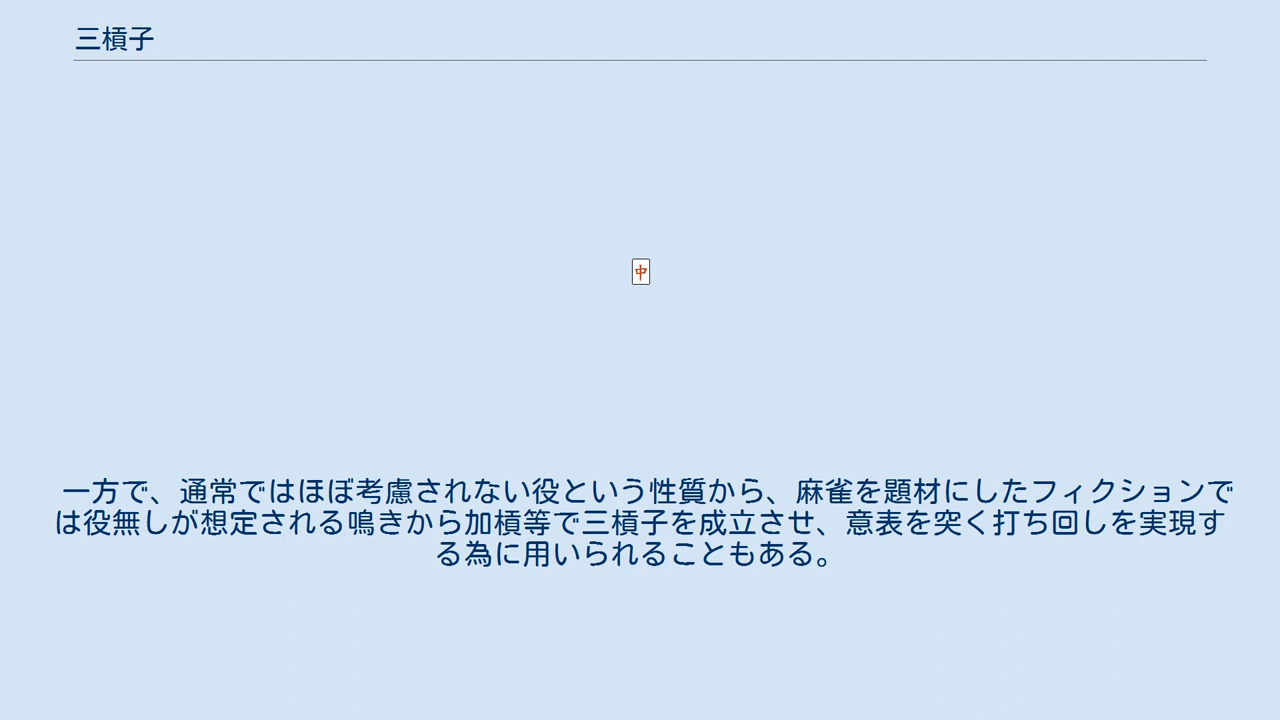 三槓子
中
一方で、通常ではほぼ考慮されない役という性質から、麻雀を題材にしたフィクションで
は役無しが想定される鳴きから加槓等で三槓子を成立させ、意表を突く打ち回しを実現す
る為に用いられることもある。